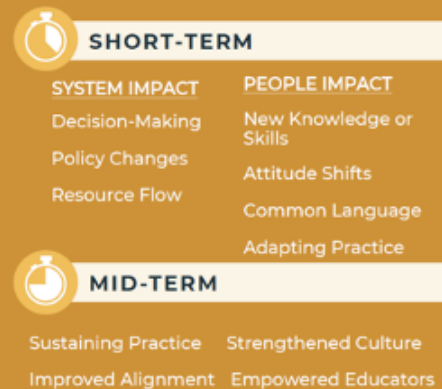 SHORT-TERM
SYSTEM IMPACT
Decision-Making
Policy Changes
Resource Flow
PEOPLE IMPACT
New Knowledge or
Skills
Attitude Shifts
Common Language
Adapting Practice
MID-TERM
Sustaining Practice
Strengthened Culture
Improved Alignment
Empowered Educators